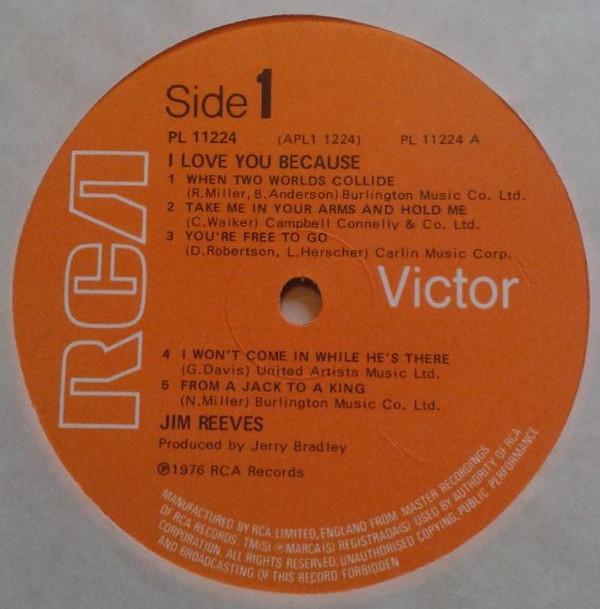 Side 1
PL 11224 (APL1 1224) PL 11224 A
I LOVE YOU BECAUSE
1 WHEN TWO WORLDS COLLIDE
(R.Miller, B.Anderson) Burlington Music Co. Ltd.
2 TAKE ME IN YOUR ARMS AND HOLD ME
(C.Walker) Campbell Connelly & Co. Ltd.
3 YOU'RE FREE TO GO
(D.Robertson, L.Herscher) Carlin Music Corp.
RCA
Victor
4 I WON'T COME IN WHILE HE'S THERE
(G.Davis) United Artists Music Ltd.
5 FROM A JACK TO A KING
(N.Miller) Burlington Music Co. Ltd.
JIM REEVES
Produced by Jerry Bradley
℗1976 RCA Records
MANUFACTURED BY RCA LIMITED, ENGLAND FROM MASTER RECORDINGS
OF RCA RECORDS. TM(S) ® MARCA(S) REGISTRADA(S) USED BY AUTHORITY OF RCA
CORPORATION. ALL RIGHTS RESERVED. UNAUTHORISED COPYING, PUBLIC PERFORMANCE
AND BROADCASTING OF THIS RECORD FORBIDDEN